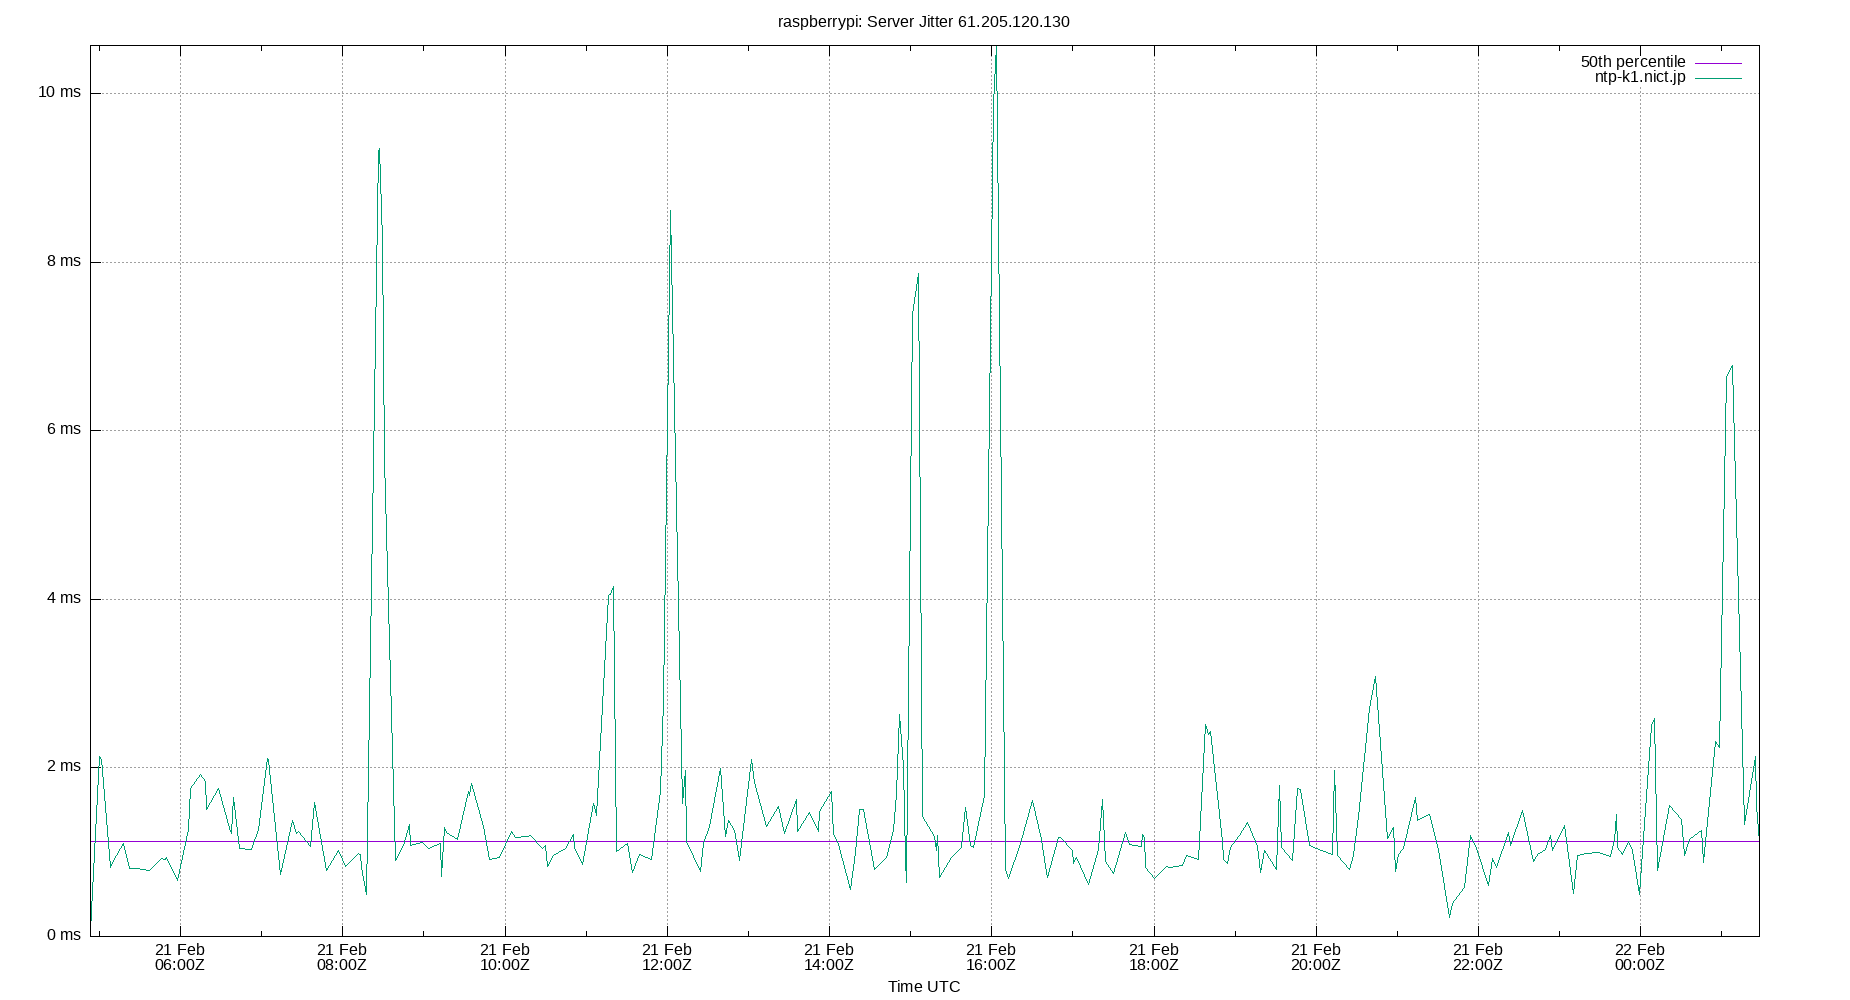 raspberrypi: Server Jitter 61.205.120.130
50th percentile
ntp-k1.nict.jp
10 ms
8 ms
6 ms
4 ms
2 ms
0 ms
21 Feb 21 Feb 21 Feb 21 Feb 21 Feb 21 Feb 21 Feb 21 Feb 21 Feb 22 Feb
06:00Z 08:00Z 10:00Z 12:00Z 14:00Z 16:00Z 18:00Z 20:00Z 22:00Z 00:00Z
Time UTC